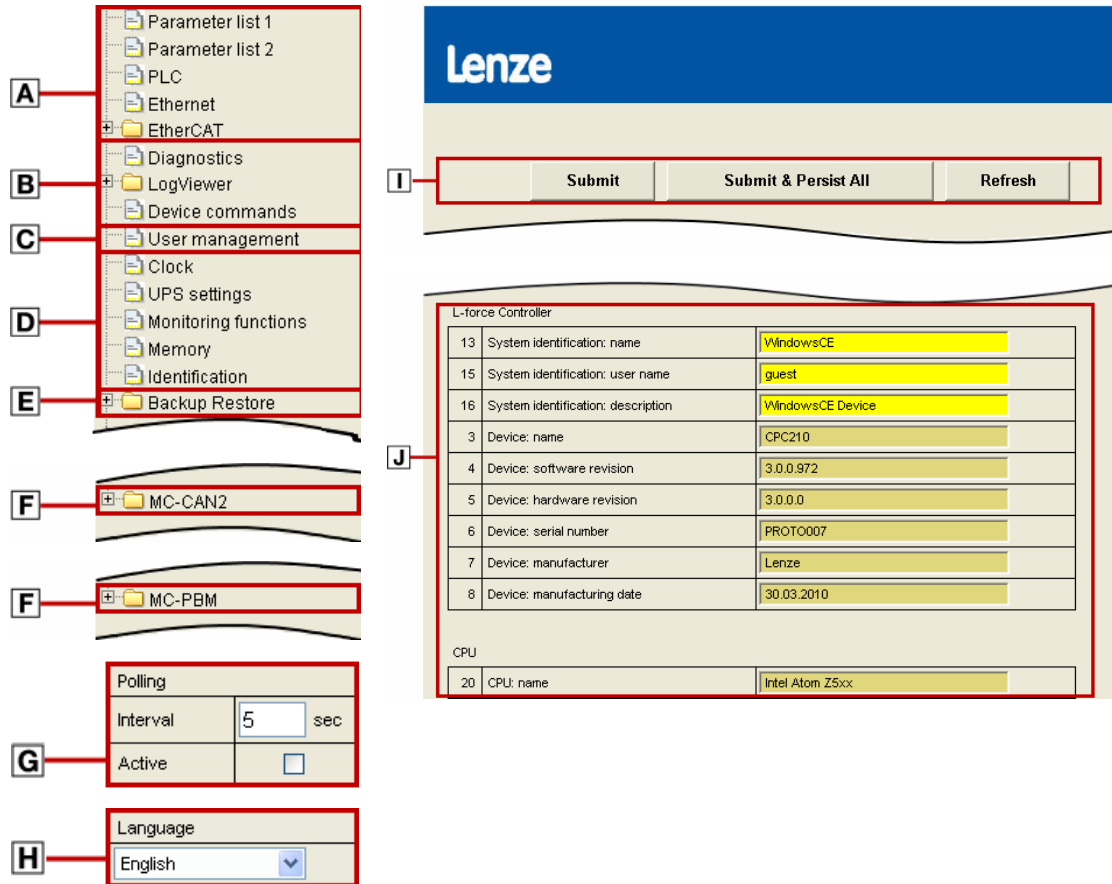 A
Parameter list 1
Parameter list 2
PLC
Ethernet
EtherCAT
B
Diagnostics
LogViewer
Device commands
C
User management
D
Clock
UPS settings
Monitoring functions
Memory
Identification
E
Backup Restore
F
MC-CAN2
F
MC-PBM
G
Polling
Interval 5 sec
Active
H
Language
English
Lenze
I
Submit Submit & Persist All Refresh
J
L-force Controller
13 System identification: name WindowsCE
15 System identification: user name guest
16 System identification: description WindowsCE Device
3 Device: name CPC210
4 Device: software revision 3.0.0.972
5 Device: hardware revision 3.0.0.0
6 Device: serial number PROTO007
7 Device: manufacturer Lenze
8 Device: manufacturing date 30.03.2010
CPU
20 CPU: name Intel Atom Z5xx